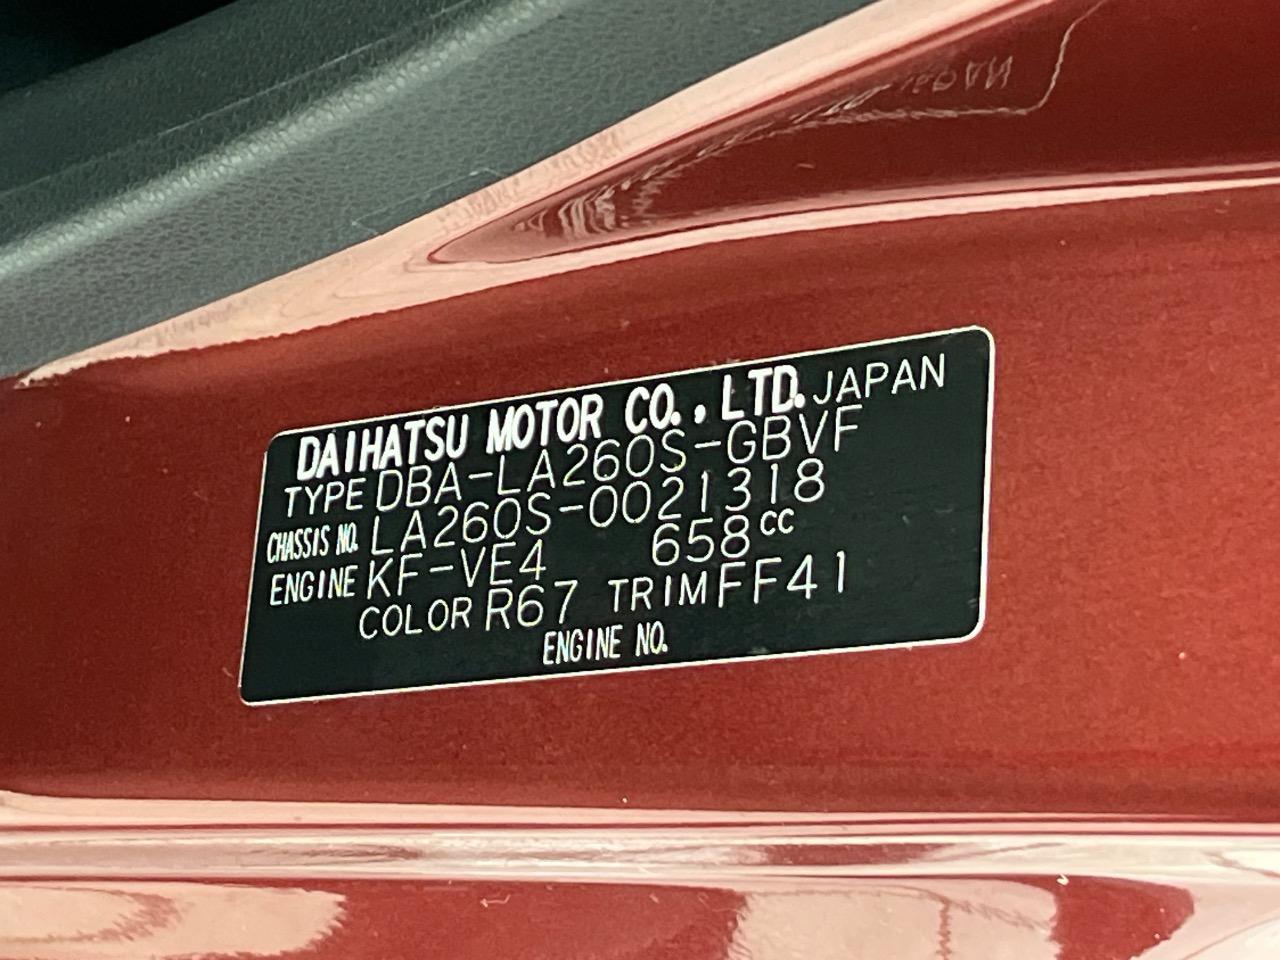 DAIHATSU MOTOR CO., LTD. JAPAN
TYPE DBA-LA260S-GBVF
CHASSIS NO. LA260S-0021318
ENGINE KF-VE4 658cc
COLOR R67 TRIM FF41
ENGINE NO.